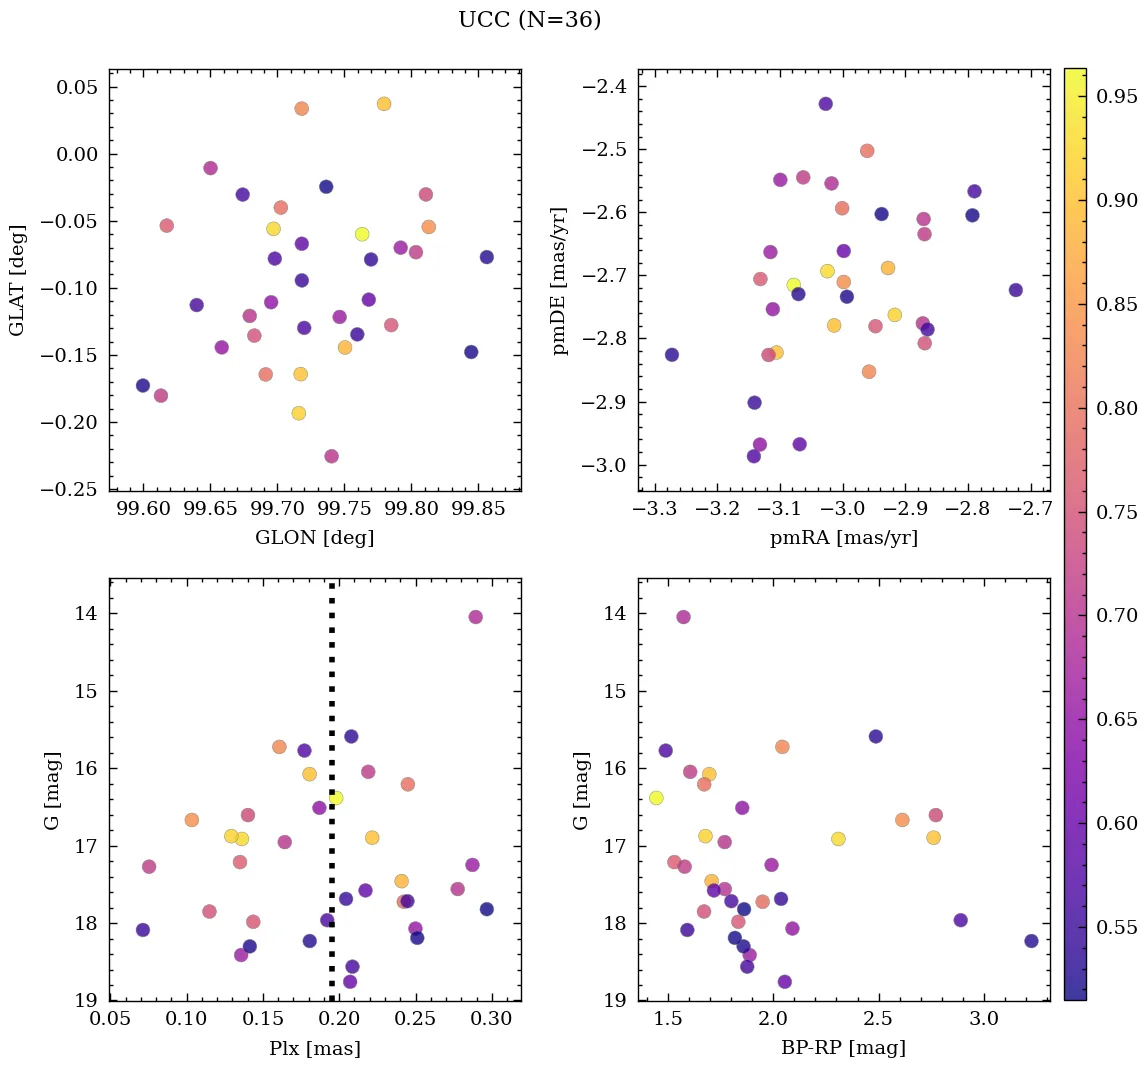 UCC (N=36)
0.05
0.00
−0.05
−0.10
−0.15
−0.20
−0.25
GLAT [deg]
99.60 99.65 99.70 99.75 99.80 99.85
GLON [deg]
−2.4
−2.5
−2.6
−2.7
−2.8
−2.9
−3.0
pmDE [mas/yr]
−3.3 −3.2 −3.1 −3.0 −2.9 −2.8 −2.7
pmRA [mas/yr]
14
15
16
17
18
19
G [mag]
0.05 0.10 0.15 0.20 0.25 0.30
Plx [mas]
14
15
16
17
18
19
G [mag]
1.5 2.0 2.5 3.0
BP-RP [mag]
0.95
0.90
0.85
0.80
0.75
0.70
0.65
0.60
0.55